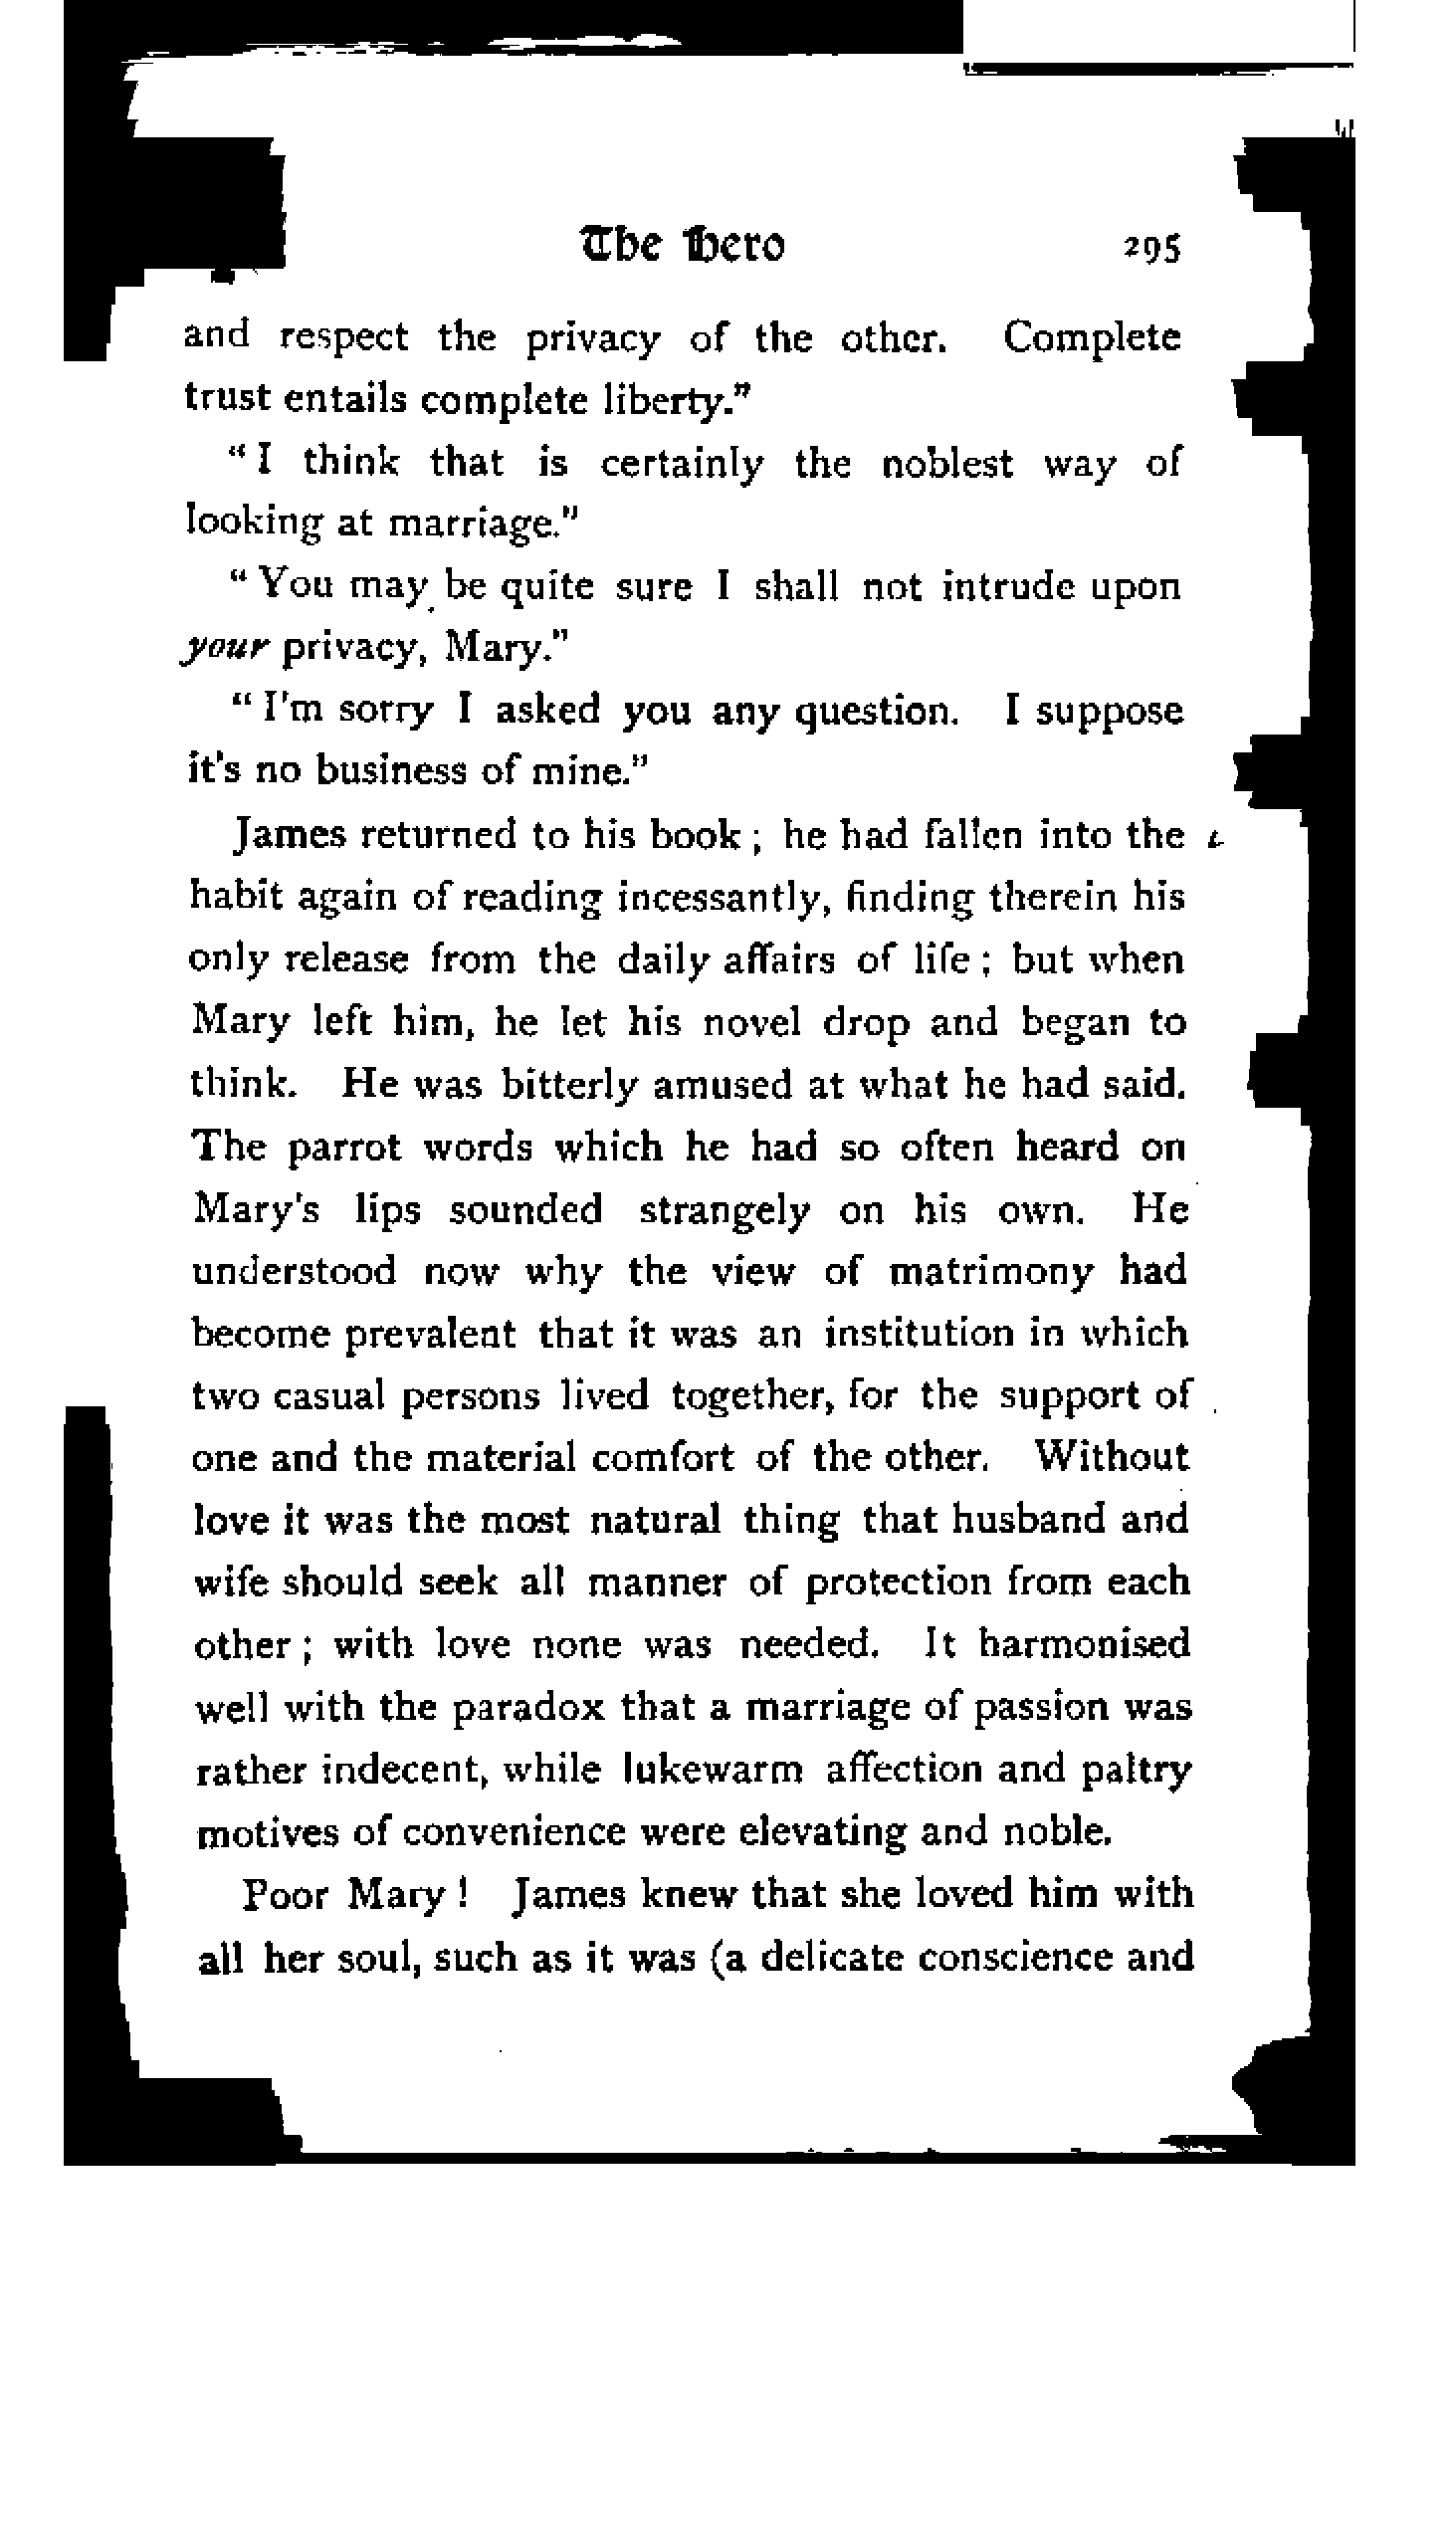 The Hero 295
and respect the privacy of the other. Complete
trust entails complete liberty."
"I think that is certainly the noblest way of
looking at marriage."
"You may be quite sure I shall not intrude upon
your privacy, Mary."
"I'm sorry I asked you any question. I suppose
it's no business of mine."
James returned to his book; he had fallen into the
habit again of reading incessantly, finding therein his
only release from the daily affairs of life; but when
Mary left him, he let his novel drop and began to
think. He was bitterly amused at what he had said.
The parrot words which he had so often heard on
Mary's lips sounded strangely on his own. He
understood now why the view of matrimony had
become prevalent that it was an institution in which
two casual persons lived together, for the support of
one and the material comfort of the other. Without
love it was the most natural thing that husband and
wife should seek all manner of protection from each
other; with love none was needed. It harmonised
well with the paradox that a marriage of passion was
rather indecent, while lukewarm affection and paltry
motives of convenience were elevating and noble.
Poor Mary! James knew that she loved him with
all her soul, such as it was (a delicate conscience and